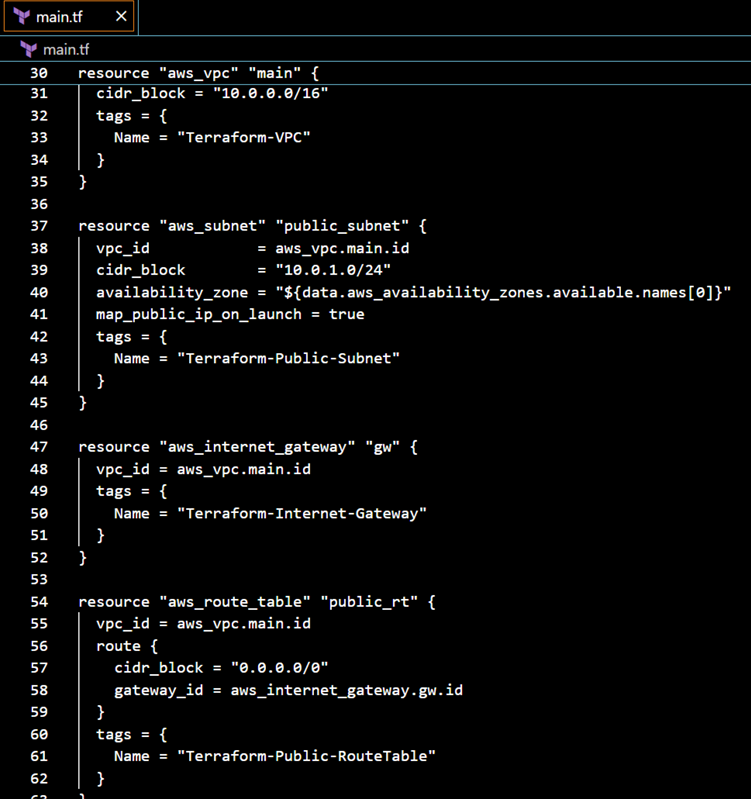 main.tf
main.tf
30 resource "aws_vpc" "main" {
31 cidr_block = "10.0.0.0/16"
32 tags = {
33 Name = "Terraform-VPC"
34 }
35 }
36
37 resource "aws_subnet" "public_subnet" {
38 vpc_id = aws_vpc.main.id
39 cidr_block = "10.0.1.0/24"
40 availability_zone = "${data.aws_availability_zones.available.names[0]}"
41 map_public_ip_on_launch = true
42 tags = {
43 Name = "Terraform-Public-Subnet"
44 }
45 }
46
47 resource "aws_internet_gateway" "gw" {
48 vpc_id = aws_vpc.main.id
49 tags = {
50 Name = "Terraform-Internet-Gateway"
51 }
52 }
53
54 resource "aws_route_table" "public_rt" {
55 vpc_id = aws_vpc.main.id
56 route {
57 cidr_block = "0.0.0.0/0"
58 gateway_id = aws_internet_gateway.gw.id
59 }
60 tags = {
61 Name = "Terraform-Public-RouteTable"
62 }
63 }